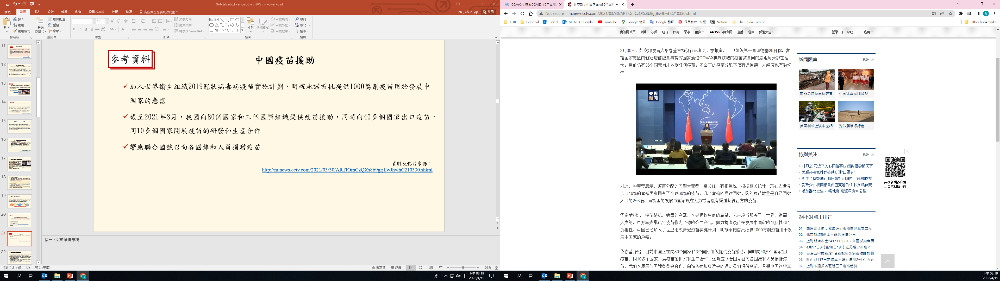 3-4-2rtradcd - encrypt with PW_r - PowerPoint
檔案
常用
插入
設計
轉場
動畫
投影片放映
校閱
檢視
告訴我您想要執行的動作...
NG, Chun-yip
共用
貼上
剪下
複製
複製格式
剪貼簿
新增
投影片
版面配置
重設
章節
投影片
18
字型
文字方向
對齊文字
轉換成 SmartArt
段落
排列
快速樣式
圖案填滿
圖案外框
圖案效果
繪圖
尋找
取代
選取
編輯
11
12
13
14
15
16
17
18
19
20
21
22
參考資料
中國疫苗援助
加入世界衞生組織2019冠狀病毒病疫苗實施計劃，明確承諾首批提供1000萬劑疫苗用於發展中
國家的急需
截至2021年3月，我國向80個國家和三個國際組織提供疫苗援助，同時向40多個國家出口疫苗，
同10多個國家開展疫苗的研發和生產合作
響應聯合國號召向各國維和人員捐贈疫苗
資料及影片來源：
http://m.news.cctv.com/2021/03/30/ARTIOmCzQXs8b9grjEwJhwhC210330.shtml
按一下以新增備忘稿
投影片 21/65
英文 (美國)
備忘稿
註解
106%
中
下午 03:19
2022/4/19
COVAX：获取COVID-19工具加
外交部：中国正在向80个国
Not secure
m.news.cctv.com/2021/03/30/ARTIOmCzQXs8b9grjEwJhwhC210330.shtml
R
EDB
Personal
Portal
MCNE3 Calendar
YouTube
Google 地圖
Google 翻譯
國民教育一站通
Notion
The China Current...
Other bookmarks
央视网首页
新闻
视频
经济
体育
军事
更多
CCTV.节目官网
直播
栏目
频道大全
登录
帮助
应用
3月30日，外交部发言人华春莹主持例行记者会。据报道，世卫组织总干事谭德塞29日称，富
裕国家支配的新冠疫苗数量与贫穷国家通过COVAX机制获取的疫苗数量间的差距每天都在拉
大。目前仍有36个国家尚未收到任何疫苗。不公平的疫苗分配不仅有违道德，对经济也有破坏
性。
央视
新闻
对此，华春莹表示，疫苗分配的问题大家都非常关注，有报道说，根据相关统计，现在占世界
人口16%的富裕国家拥有了全球60%的疫苗，几个富裕的发达国家订购的疫苗数量是自己国家
人口的2~3倍，而贫困的发展中国家现在无力或者没有渠道获得西方的疫苗。
华春莹指出，疫苗是抗击病毒的利器，也是拯救生命的希望，它是应当服务于全世界、造福全
人类的。中方率先承诺将疫苗作为全球的公共产品，努力提高疫苗在发展中国家的可及性和可
负担性。中国已经加入了世卫组织新冠疫苗实施计划，明确承诺首批提供1000万剂疫苗用于发
展中国家的急需。
华春莹介绍，目前中国正在向80个国家和3个国际组织提供疫苗援助，同时向40多个国家出口
疫苗，同10多个国家开展疫苗的研发和生产合作，还响应联合国号召向各国维和人员捐赠疫
苗，我们也愿意与国际奥委会合作，向准备参加奥运会的运动员们提供疫苗。希望中国这些真
新闻图集
更多
南非总统拉马福萨宣
中国冰雪军团参观
英国利兹上演中世纪
为沙漠增添绿色
特别关注
更多
时习之 习近平关心网信事业发展 倡导聚天下
美联邦法官推翻公共交通“口罩令”
浙江金华婺城：19日0时至12时，发现8例初
发改委：我国粮食供应充足价格平稳 粮食安
汤加群岛发生6.0级地震 震源深度10公里
央视新闻客户端
点击或扫描下载
24小时点击排行
01 国家统计局：我国经济长期向好基本面没
02 北京新增5例本土确诊详情公布
03 上海新增本土2417+19831，各区感染者居
04 4月17日0时至18日19时 江苏睢宁新增本
05 青海西宁市新增1名新冠肺炎病毒核酸检测
06 陕西4月17日新增本土确诊病例2例 在西安
07 上海市通报各区近三日疫情趋势
下午 03:19
2022/4/19